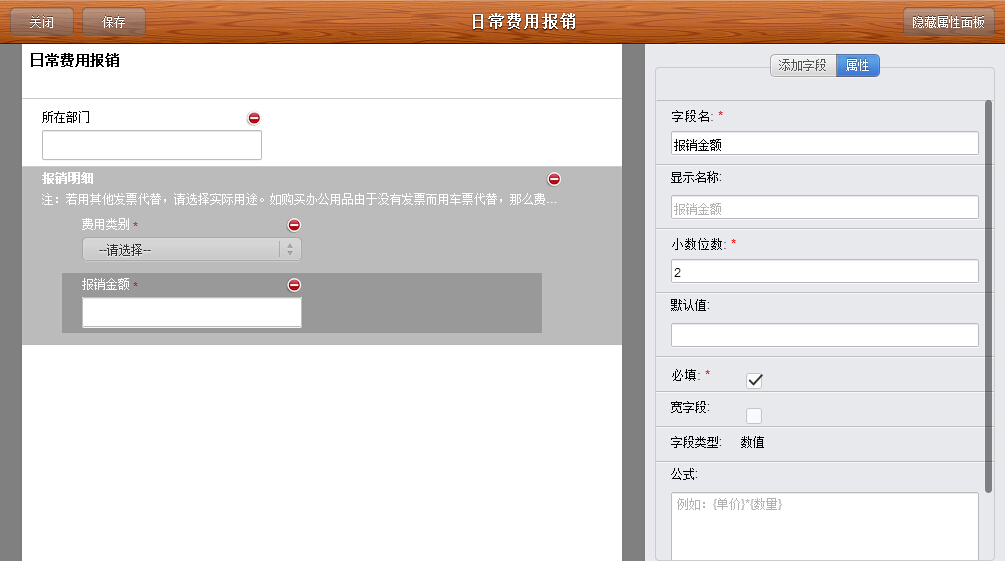 关闭 保存 日常费用报销 隐藏属性面板
日常费用报销
所在部门
报销明细
注：若用其他发票代替，请选择实际用途。如购买办公用品由于没有发票而用车票代替，那么费...
费用类别 *
--请选择--
报销金额 *
添加字段 属性
字段名: *
报销金额
显示名称:
报销金额
小数位数: *
2
默认值:
必填: *
宽字段:
字段类型: 数值
公式:
例如：{单价}*{数量}